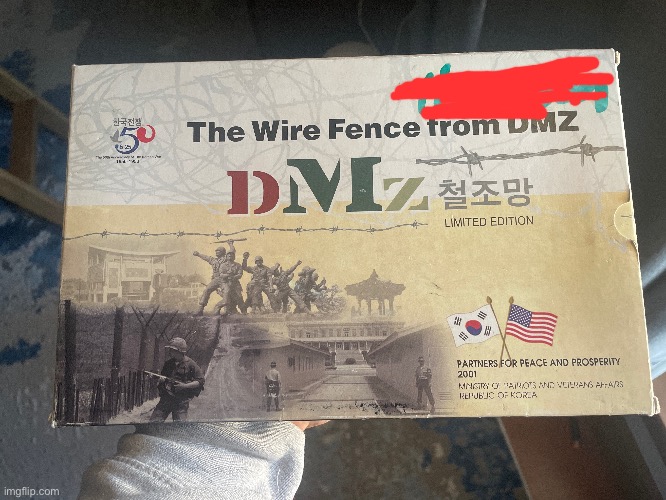 한국전쟁
50
The Wire Fence from DMZ
DMZ 철조망
LIMITED EDITION
PARTNERS FOR PEACE AND PROSPERITY
2001
MINISTRY OF PATRIOTS AND VETERANS AFFAIRS
REPUBLIC OF KOREA
imgflip.com